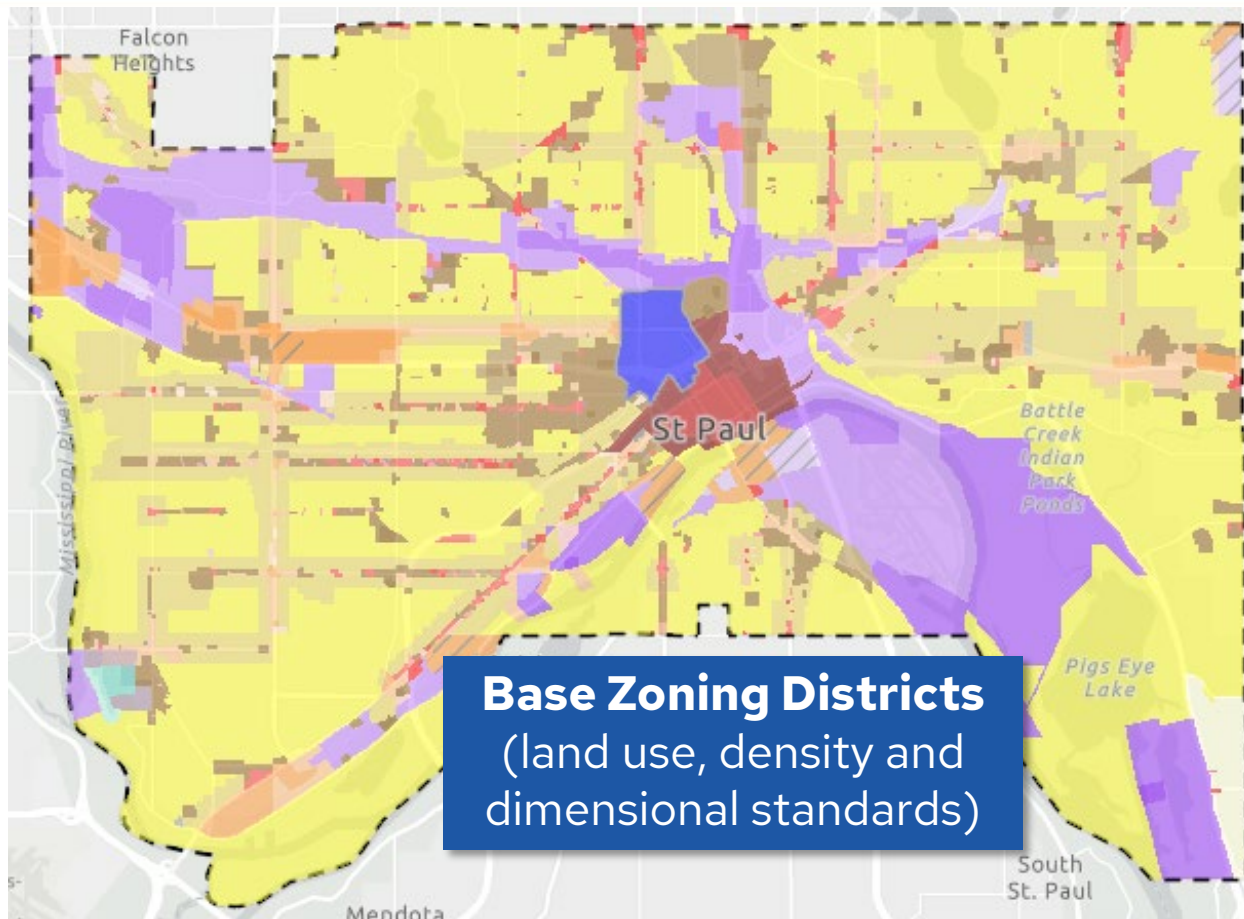 Falcon
Heights
St Paul
Battle
Creek
Indian
Park
Ponds
Mississippi River
Pigs Eye
Lake
Base Zoning Districts
(land use, density and
dimensional standards)
South
St. Paul
Mendota
s-